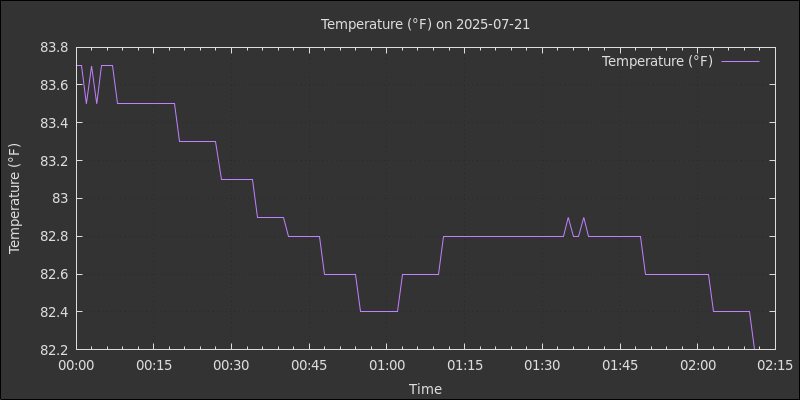 Temperature (°F) on 2025-07-21
Temperature (°F)
83.8
83.6
83.4
83.2
83
82.8
82.6
82.4
82.2
Temperature (°F)
00:00 00:15 00:30 00:45 01:00 01:15 01:30 01:45 02:00 02:15
Time